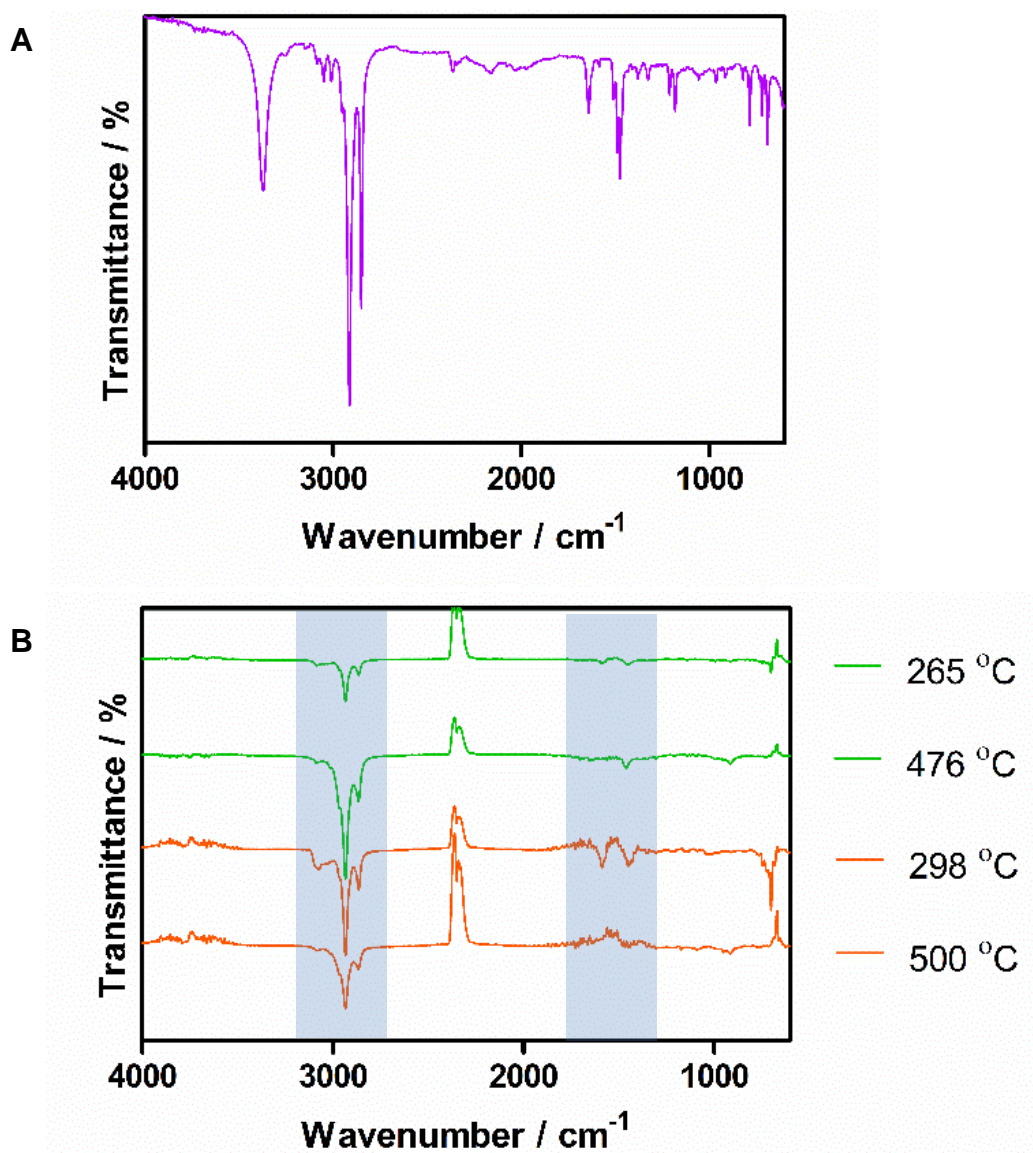 A
Transmittance / %
4000 3000 2000 1000
Wavenumber / cm⁻¹
B
Transmittance / %
265 °C
476 °C
298 °C
500 °C
4000 3000 2000 1000
Wavenumber / cm⁻¹